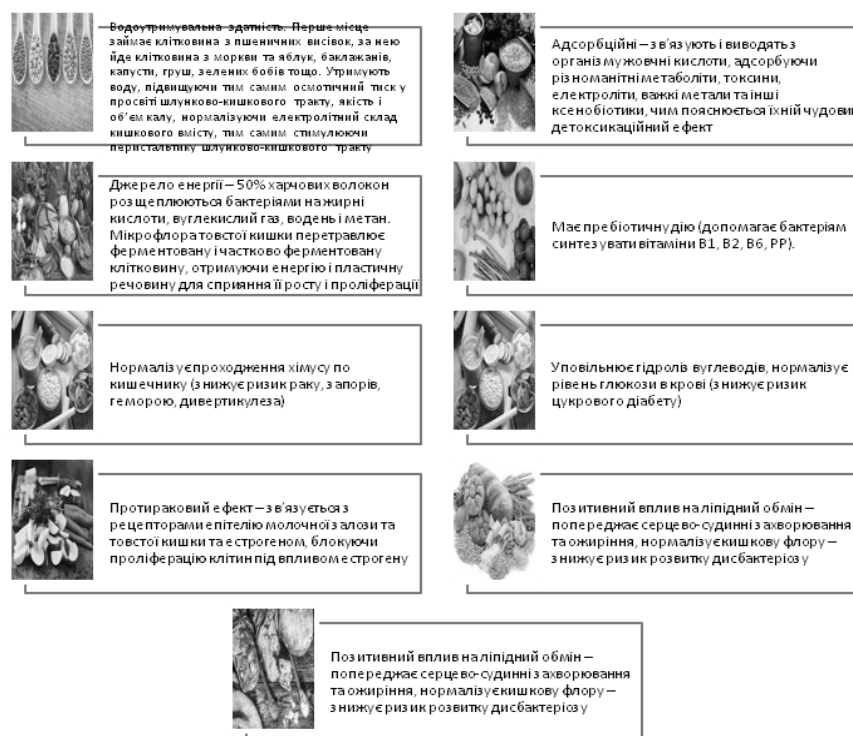 Водоутримувальна здатність. Перше місце
займає клітковина з пшеничних висівок, за нею
йде клітковина з моркви та яблук, баклажанів,
капусти, груш, зелених бобів тощо. Утримують
воду, підвищуючи тим самим осмотичний тиск у
просвіті шлунково-кишкового тракту, якість і
об'єм калу, нормалізуючи електролітний склад
кишкового вмісту, тим самим стимулюючи
перистальтику шлунково-кишкового тракту
Адсорбційні – зв'язують і виводять з
організму жовчні кислоти, адсорбуючи
різноманітні метаболіти, токсини,
електроліти, важкі метали та інші
ксенобіотики, чим пояснюється їхній чудовий
детоксикаційний ефект
Джерело енергії – 50% харчових волокон
розщеплюються бактеріями на жирні
кислоти, вуглекислий газ, водень і метан.
Мікрофлора товстої кишки перетравлює
ферментовану і частково ферментовану
клітковину, отримуючи енергію і пластичну
речовину для сприяння її росту і проліферації
Має пребіотичну дію (допомагає бактеріям
синтезувати вітаміни В1, В2, В6, РР).
Нормалізує проходження хімусу по
кишечнику (знижує ризик раку, запорів,
геморою, дивертикулеза)
Уповільнює гідроліз вуглеводів, нормалізує
рівень глюкози в крові (знижує ризик
цукрового діабету)
Протираковий ефект – зв'язується з
рецепторами епітелію молочної залози та
товстої кишки та естрогеном, блокуючи
проліферацію клітин під впливом естрогену
Позитивний вплив на ліпідний обмін –
попереджає серцево-судинні захворювання
та ожиріння, нормалізує кишкову флору –
знижує ризик розвитку дисбактеріозу
Позитивний вплив на ліпідний обмін –
попереджає серцево-судинні захворювання
та ожиріння, нормалізує кишкову флору –
знижує ризик розвитку дисбактеріозу